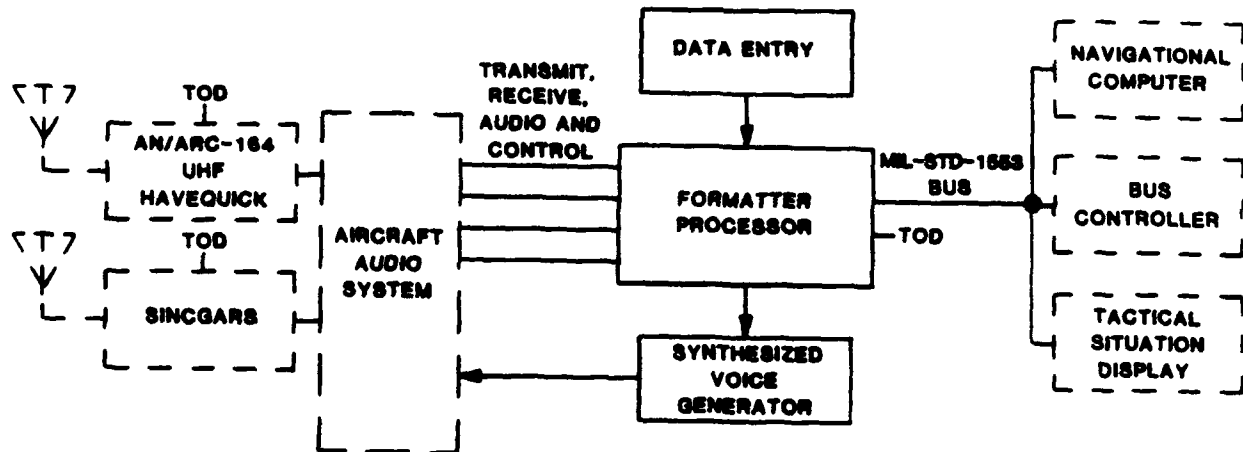 DATA ENTRY
NAVIGATIONAL
COMPUTER
TRANSMIT,
RECEIVE,
AUDIO AND
CONTROL
TOD
AN/ARC-164
UHF
HAVEQUICK
MIL-STD-1553
BUS
FORMATTER
PROCESSOR
BUS
CONTROLLER
TOD
TOD
AIRCRAFT
AUDIO
SYSTEM
SINCGARS
TACTICAL
SITUATION
DISPLAY
SYNTHESIZED
VOICE
GENERATOR